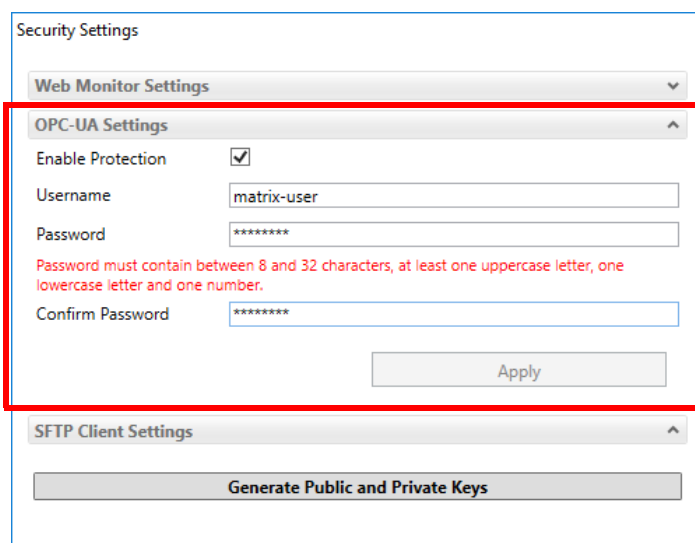 Security Settings
Web Monitor Settings
OPC-UA Settings
Enable Protection
Username
matrix-user
Password
********
Password must contain between 8 and 32 characters, at least one uppercase letter, one
lowercase letter and one number.
Confirm Password
********
Apply
SFTP Client Settings
Generate Public and Private Keys